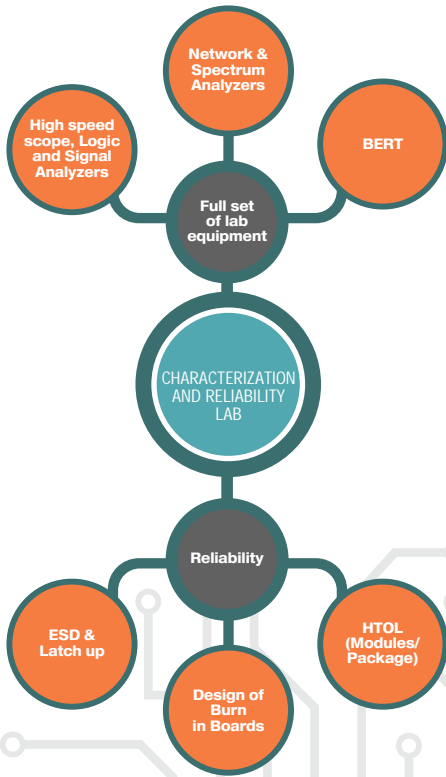 Network &
Spectrum
Analyzers
High speed
scope, Logic
and Signal
Analyzers
BERT
Full set
of lab
equipment
CHARACTERIZATION
AND RELIABILITY
LAB
Reliability
ESD &
Latch up
HTOL
(Modules/
Package)
Design of
Burn
in Boards